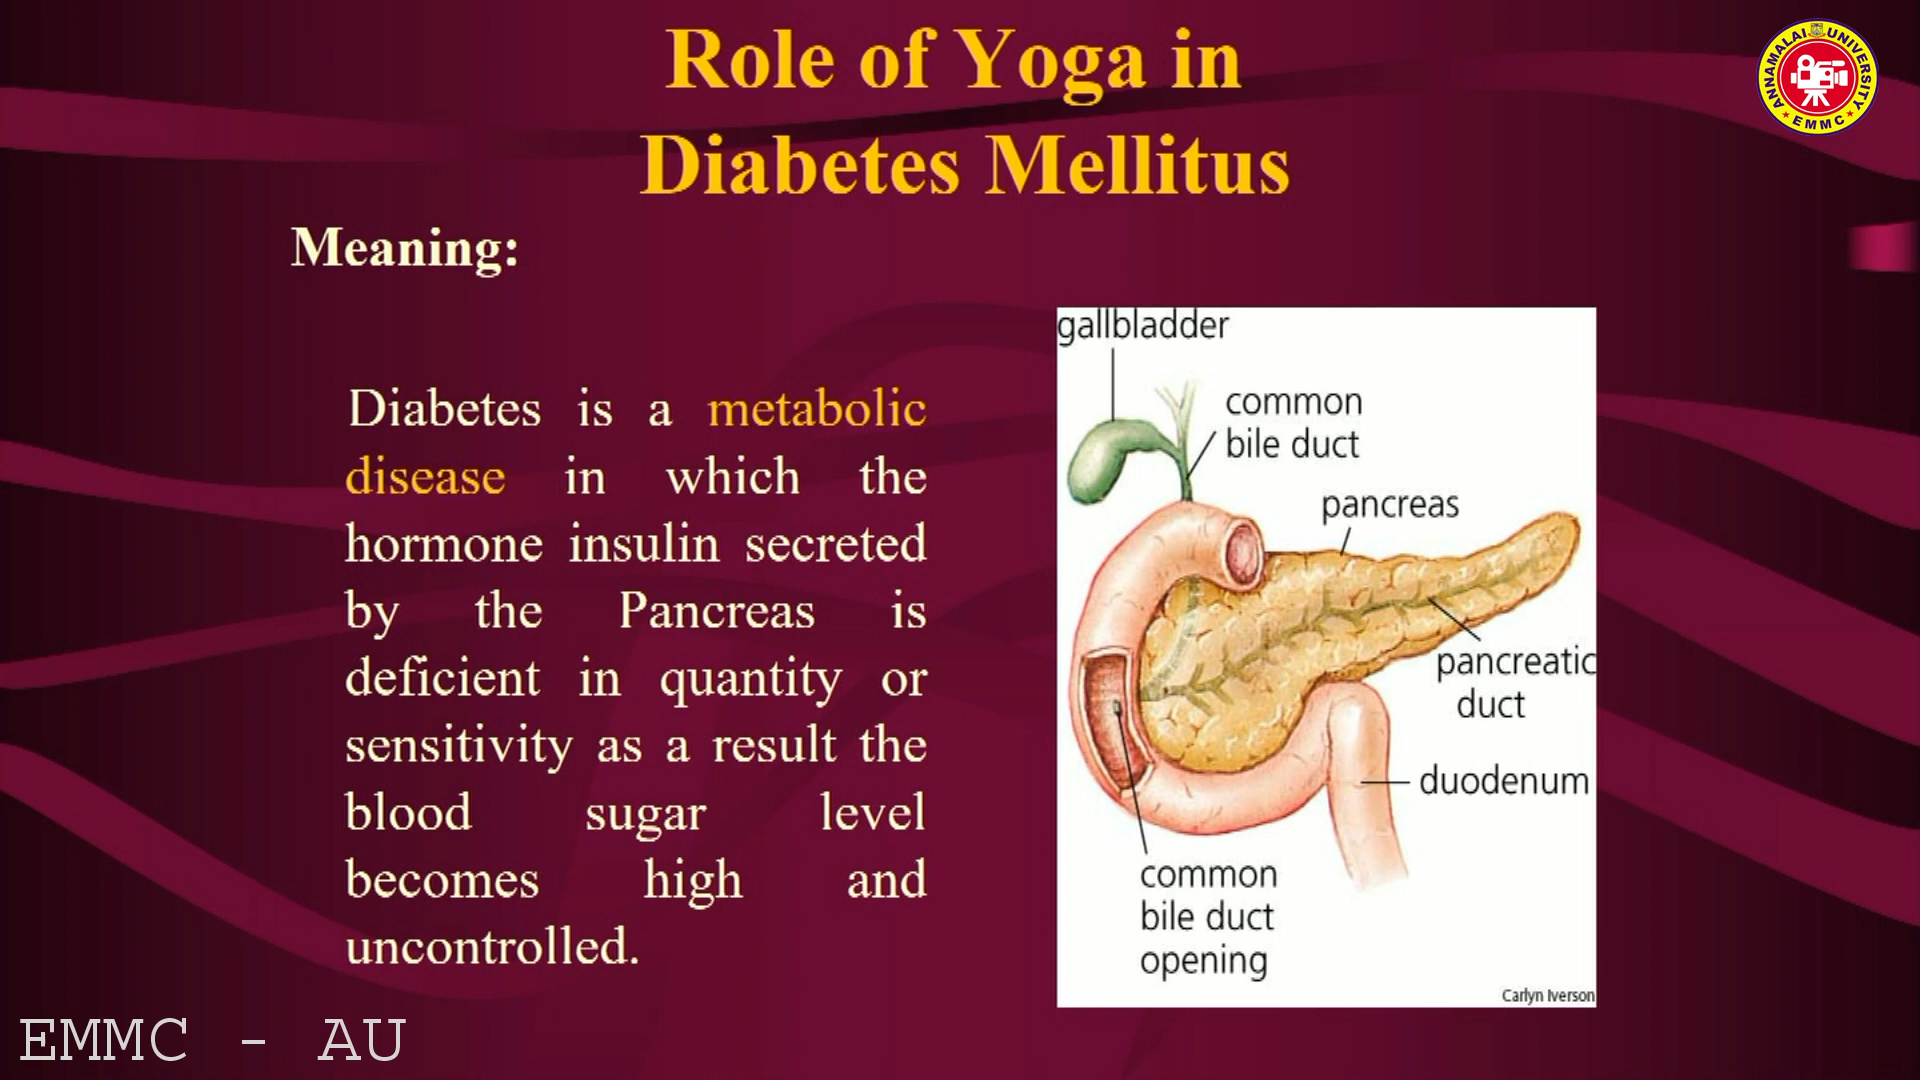 Role of Yoga in
Diabetes Mellitus
ANNAMALAI UNIVERSITY
EMMC
Meaning:
Diabetes is a metabolic
disease in which the
hormone insulin secreted
by the Pancreas is
deficient in quantity or
sensitivity as a result the
blood sugar level
becomes high and
uncontrolled.
gallbladder
common
bile duct
pancreas
pancreatic
duct
duodenum
common
bile duct
opening
Carlyn Iverson
EMMC - AU